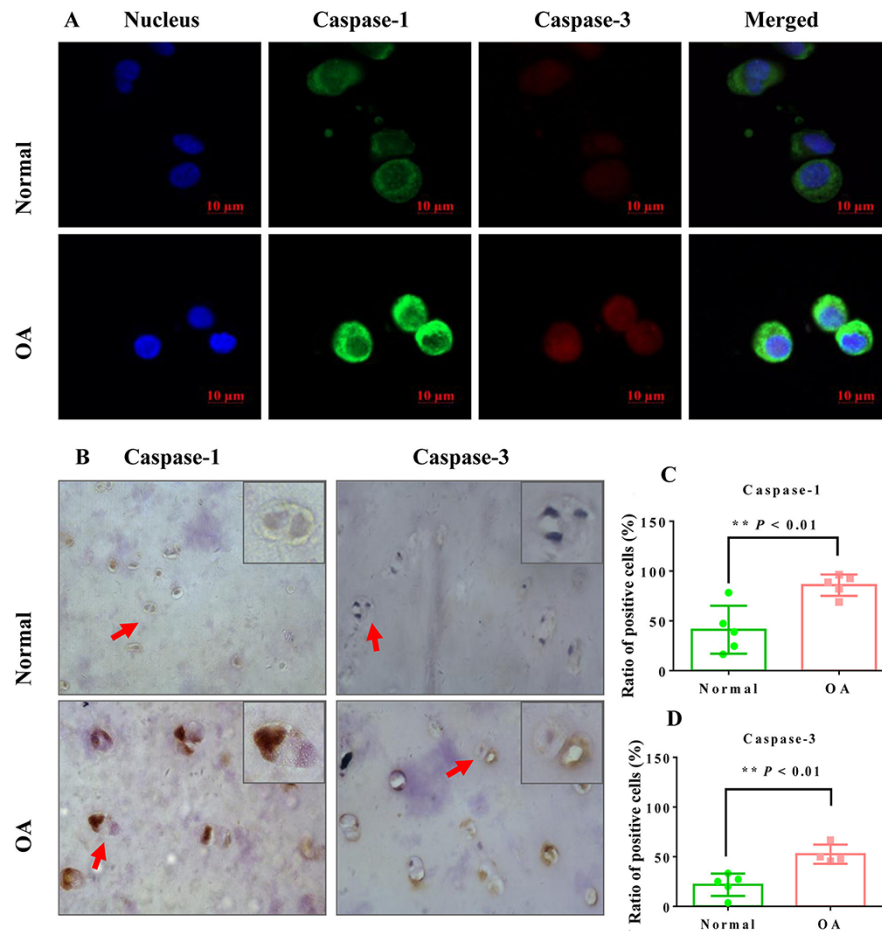 A Nucleus Caspase-1 Caspase-3 Merged
Normal
10 µm 10 µm 10 µm 10 µm
OA
10 µm 10 µm 10 µm 10 µm
B Caspase-1 Caspase-3
Normal
OA
C
Caspase-1
** P < 0.01
Ratio of positive cells (%)
150
100
50
0
Normal OA
D
Caspase-3
** P < 0.01
Ratio of positive cells (%)
150
100
50
0
Normal OA